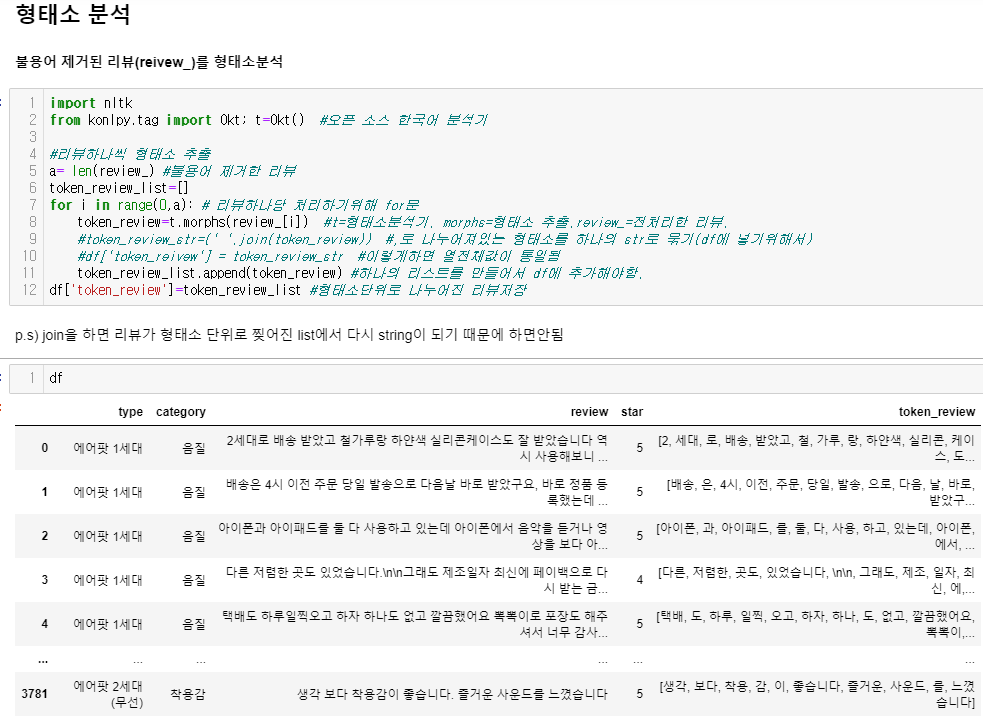 형태소 분석
불용어 제거된 리뷰(reivew_)를 형태소분석
1 import nltk
2 from konlpy.tag import Okt; t=Okt() #오픈 소스 한국어 분석기
3
4 #리뷰하나씩 형태소 추출
5 a= len(review_) #불용어 제거한 리뷰
6 token_review_list=[]
7 for i in range(0,a): # 리뷰하나당 처리하기위해 for문
8 token_review=t.morphs(review_[i]) #t=형태소분석기, morphs=형태소 추출,review_=전처리한 리뷰,
9 #token_review_str=(' '.join(token_review)) #,로 나누어져있는 형태소를 하나의 str로 묶기(df에 넣기위해서)
10 #df['token_reivew'] = token_review_str #이렇게하면 열전체값이 통일됨
11 token_review_list.append(token_review) #하나의 리스트를 만들어서 df에 추가해야함.
12 df['token_review']=token_review_list #형태소단위로 나누어진 리뷰저장
p.s) join을 하면 리뷰가 형태소 단위로 찢어진 list에서 다시 string이 되기 때문에 하면안됨
1 df
type category review star token_review
0 에어팟 1세대 음질 2세대로 배송 받았고 철가루랑 하얀색 실리콘케이스도 잘 받았습니다 역 5 [2, 세대, 로, 배송, 받았고, 철, 가루, 랑, 하얀색, 실리콘, 케이
시 사용해보니 ... 스, 도...
1 에어팟 1세대 음질 배송은 4시 이전 주문 당일 발송으로 다음날 바로 받았구요, 바로 정품 등 5 [배송, 은, 4시, 이전, 주문, 당일, 발송, 으로, 다음, 날, 바로,
록했는데 ... 받았구...
2 에어팟 1세대 음질 아이폰과 아이패드를 둘 다 사용하고 있는데 아이폰에서 음악을 듣거나 영 5 [아이폰, 과, 아이패드, 를, 둘, 다, 사용, 하고, 있는데, 아이폰,
상을 보다 아... 에서, ...
3 에어팟 1세대 음질 다른 저렴한 곳도 있었습니다.\n\n그래도 제조일자 최신에 페이백으로 다 4 [다른, 저렴한, 곳도, 있었습니다, \n\n, 그래도, 제조, 일자, 최
시 받는 금... 신, 에,...
4 에어팟 1세대 음질 택배도 하루일찍오고 하자 하나도 없고 깔끔했어요 뽁뽁이로 포장도 해주 5 [택배, 도, 하루, 일찍, 오고, 하자, 하나, 도, 없고, 깔끔했어요,
셔서 너무 감사... 뽁뽁이,...
... ... ... ... ... ...
3781 에어팟 2세대 착용감 생각 보다 착용감이 좋습니다. 즐거운 사운드를 느꼈습니다 5 [생각, 보다, 착용, 감, 이, 좋습니다, 즐거운, 사운드, 를, 느꼈
(무선) 습니다]